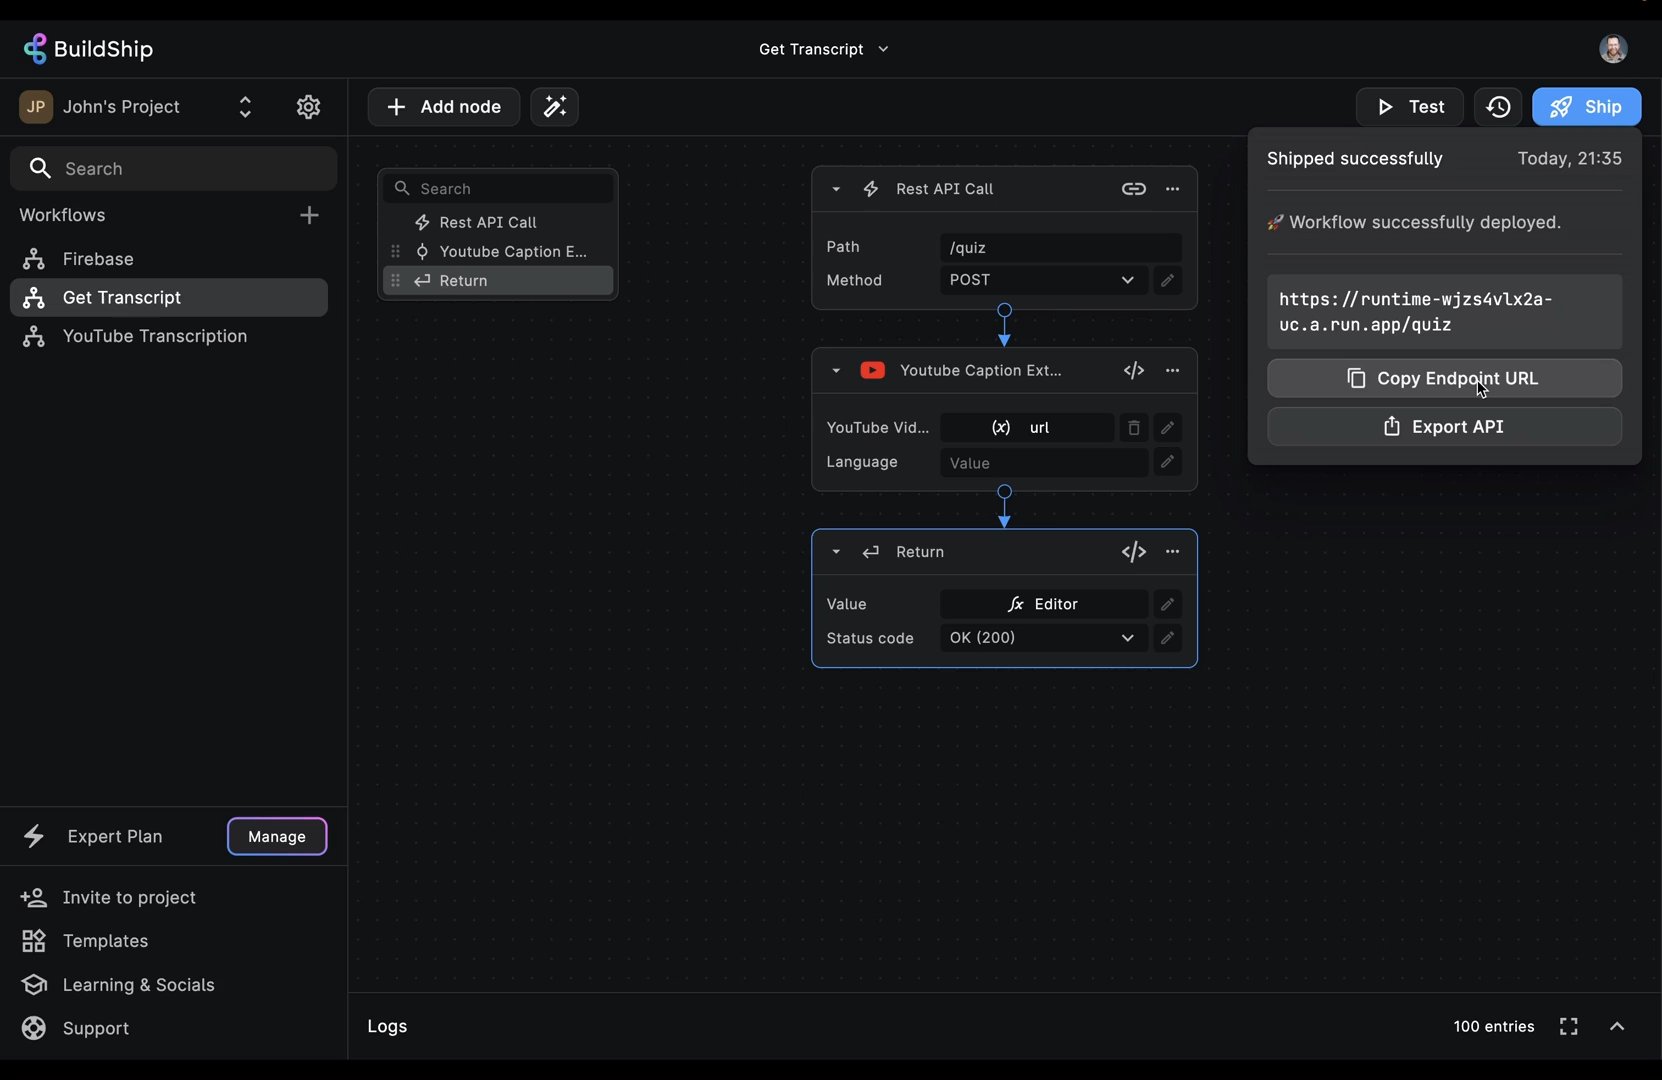 BuildShip
Get Transcript
JP John's Project
Add node
Test
Ship
Search
Workflows
Firebase
Get Transcript
YouTube Transcription
Search
Rest API Call
Youtube Caption E...
Return
Rest API Call
Path /quiz
Method POST
Youtube Caption Ext...
YouTube Vid... (x) url
Language Value
Return
Value fx Editor
Status code OK (200)
Shipped successfully Today, 21:35
🚀 Workflow successfully deployed.
https://runtime-wjzs4vlx2a-
uc.a.run.app/quiz
Copy Endpoint URL
Export API
Expert Plan Manage
Invite to project
Templates
Learning & Socials
Support
Logs 100 entries